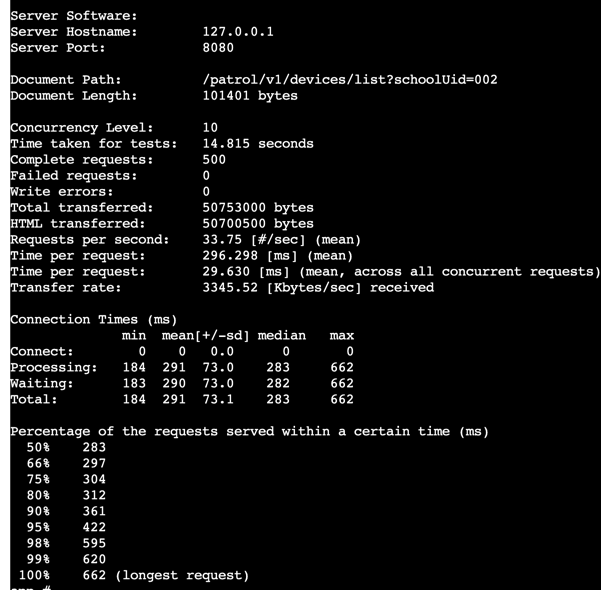 Server Software:
Server Hostname: 127.0.0.1
Server Port: 8080
Document Path: /patrol/v1/devices/list?schoolUid=002
Document Length: 101401 bytes
Concurrency Level: 10
Time taken for tests: 14.815 seconds
Complete requests: 500
Failed requests: 0
Write errors: 0
Total transferred: 50753000 bytes
HTML transferred: 50700500 bytes
Requests per second: 33.75 [#/sec] (mean)
Time per request: 296.298 [ms] (mean)
Time per request: 29.630 [ms] (mean, across all concurrent requests)
Transfer rate: 3345.52 [Kbytes/sec] received
Connection Times (ms)
min mean[+/-sd] median max
Connect: 0 0 0.0 0 0
Processing: 184 291 73.0 283 662
Waiting: 183 290 73.0 282 662
Total: 184 291 73.1 283 662
Percentage of the requests served within a certain time (ms)
50% 283
66% 297
75% 304
80% 312
90% 361
95% 422
98% 595
99% 620
100% 662 (longest request)